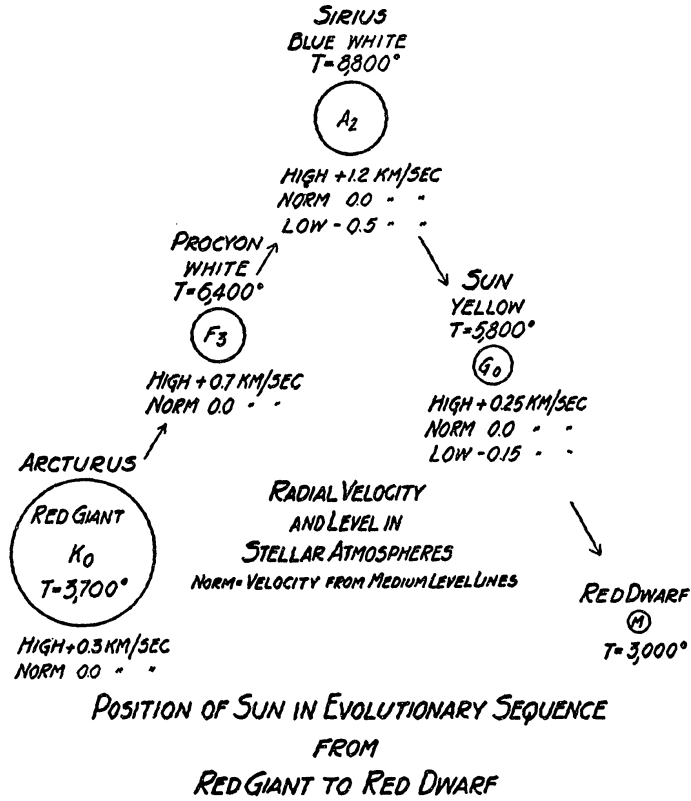 SIRIUS
BLUE WHITE
T=8,800°
A2
HIGH +1.2 KM/SEC
NORM 0.0 " "
LOW -0.5 " "
PROCYON
WHITE
T=6,400°
F3
HIGH +0.7 KM/SEC
NORM 0.0 " "
SUN
YELLOW
T=5,800°
G0
HIGH +0.25 KM/SEC
NORM 0.0 " "
LOW -0.15 " "
ARCTURUS
RED GIANT
K0
T=3,700°
HIGH +0.3 KM/SEC
NORM 0.0 " "
RADIAL VELOCITY
AND LEVEL IN
STELLAR ATMOSPHERES
NORM=VELOCITY FROM MEDIUM LEVEL LINES
RED DWARF
M
T=3,000°
POSITION OF SUN IN EVOLUTIONARY SEQUENCE
FROM
RED GIANT TO RED DWARF